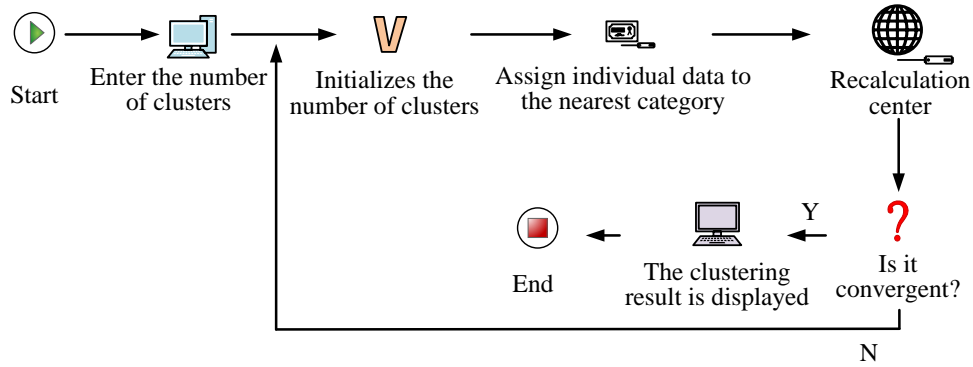 Start
Enter the number
of clusters
Initializes the
number of clusters
Assign individual data to
the nearest category
Recalculation
center
Is it
convergent?
Y
The clustering
result is displayed
End
N